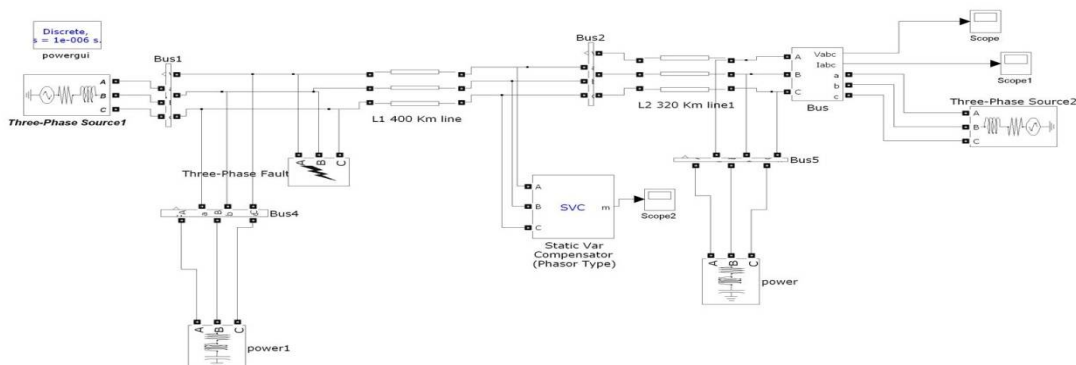 Discrete,
s = 1e-006 s.
powergui
Three-Phase Source1
A
B
C
Bus1
Three-Phase Fault
A B C
L1 400 Km line
Bus2
L2 320 Km line1
A
B
C
Vabc
Iabc
a
b
c
Bus
Scope
Scope1
Three-Phase Source2
A
B
C
Bus5
A B C
power
A
B
C
SVC
m
Scope2
Static Var
Compensator
(Phasor Type)
A a B b C
Bus4
A B C
power1